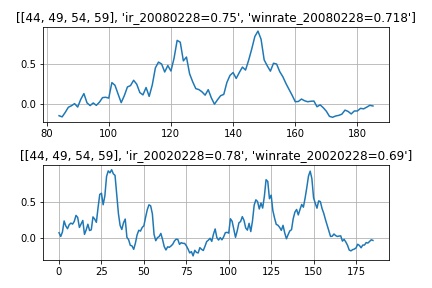 [[44, 49, 54, 59], 'ir_20080228=0.75', 'winrate_20080228=0.718']
0.5
0.0
80 100 120 140 160 180
[[44, 49, 54, 59], 'ir_20020228=0.78', 'winrate_20020228=0.69']
0.5
0.0
0 25 50 75 100 125 150 175